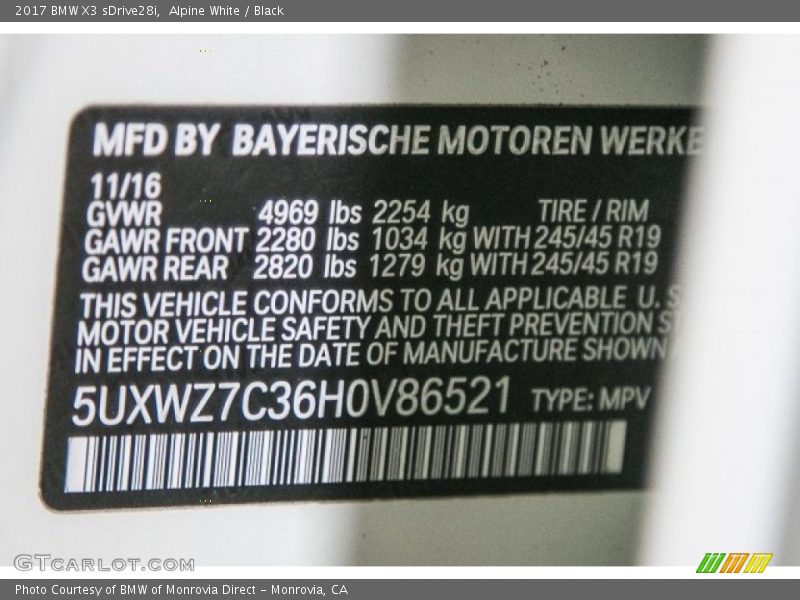 2017 BMW X3 sDrive28i, Alpine White / Black
MFD BY BAYERISCHE MOTOREN WERKE
11/16
GVWR 4969 lbs 2254 kg TIRE / RIM
GAWR FRONT 2280 lbs 1034 kg WITH 245/45 R19
GAWR REAR 2820 lbs 1279 kg WITH 245/45 R19
THIS VEHICLE CONFORMS TO ALL APPLICABLE U. S.
MOTOR VEHICLE SAFETY AND THEFT PREVENTION ST
IN EFFECT ON THE DATE OF MANUFACTURE SHOWN
5UXWZ7C36H0V86521 TYPE: MPV
GTCARLOT.COM
Photo Courtesy of BMW of Monrovia Direct - Monrovia, CA